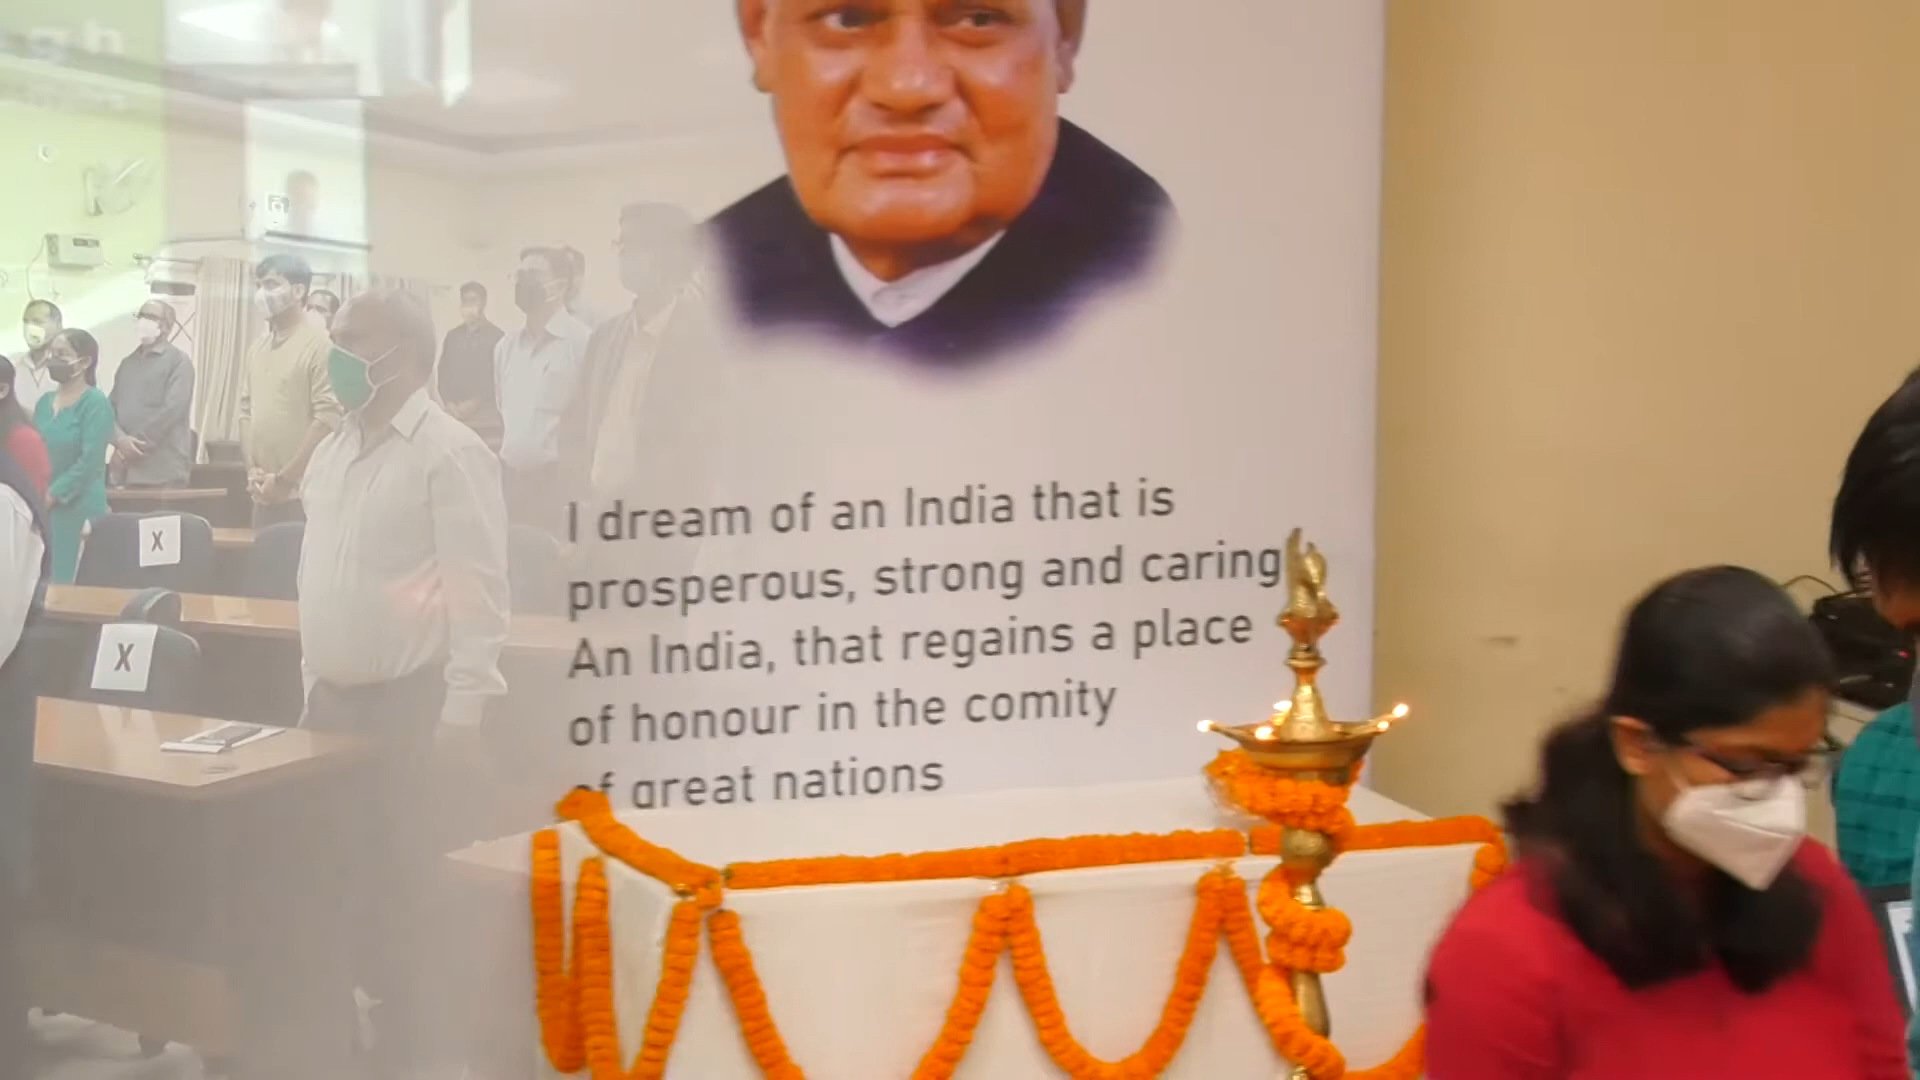 I dream of an India that is
prosperous, strong and caring
An India, that regains a place
of honour in the comity
of great nations
X
X